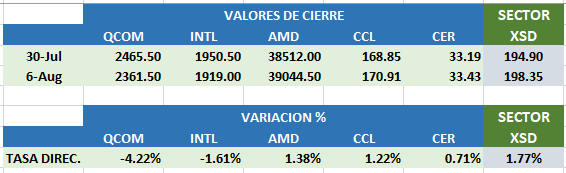 VALORES DE CIERRE SECTOR
QCOM INTL AMD CCL CER XSD
30-Jul 2465.50 1950.50 38512.00 168.85 33.19 194.90
6-Aug 2361.50 1919.00 39044.50 170.91 33.43 198.35
VARIACION % SECTOR
QCOM INTL AMD CCL CER XSD
TASA DIREC. -4.22% -1.61% 1.38% 1.22% 0.71% 1.77%